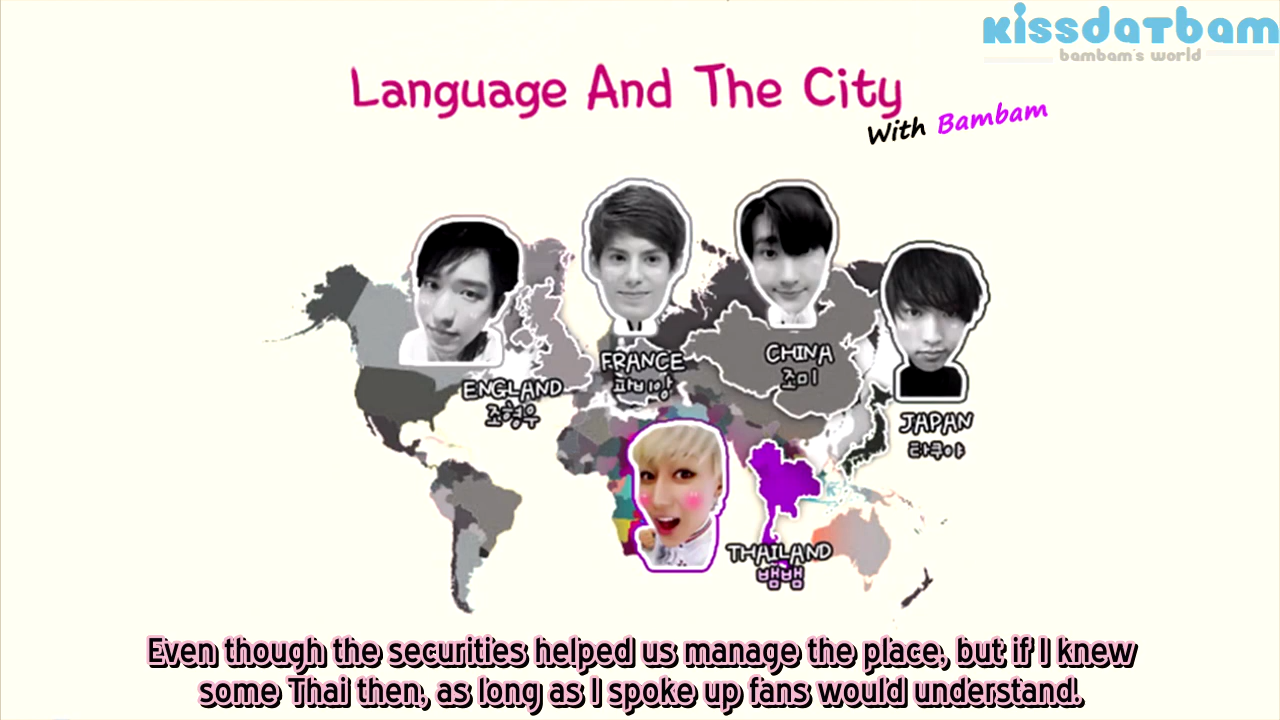 KissdaTbam
bambam's world
Language And The City
With Bambam
FRANCE
파비앙
CHINA
조미
ENGLAND
조형우
JAPAN
타쿠야
THAILAND
뱀뱀
Even though the securities helped us manage the place, but if I knew
some Thai then, as long as I spoke up fans would understand!